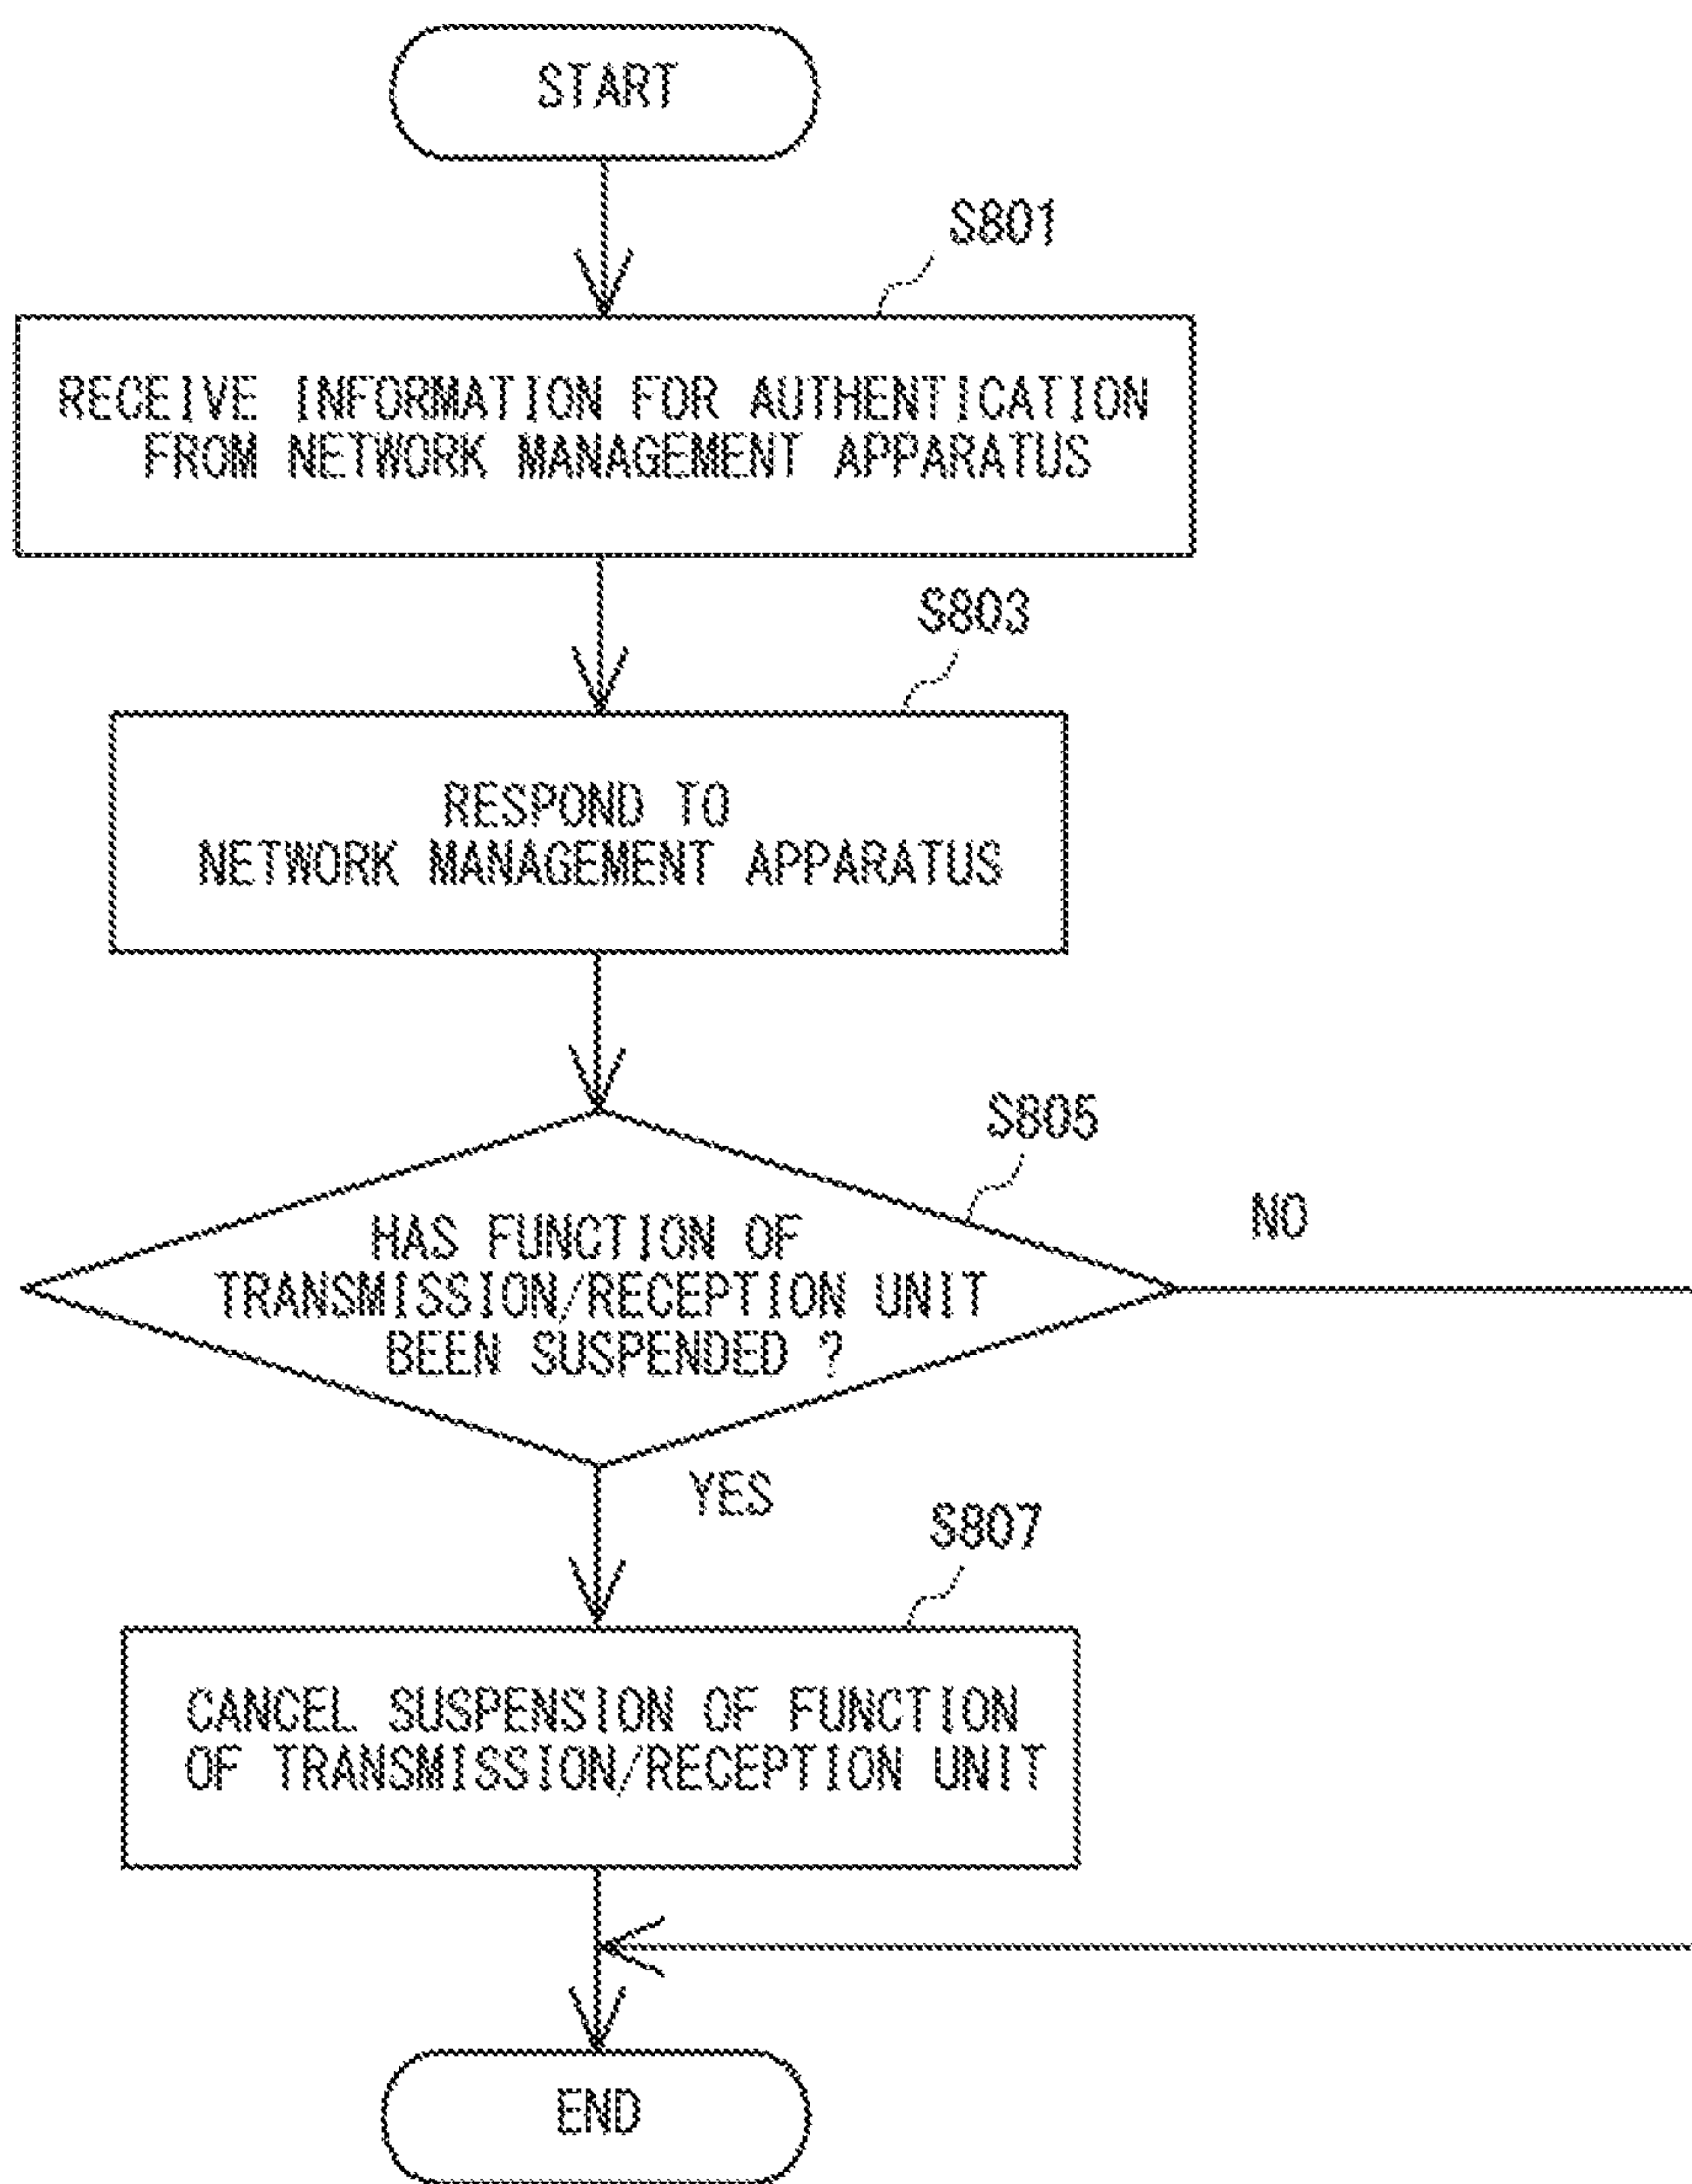 START
S801
RECEIVE INFORMATION FOR AUTHENTICATION
FROM NETWORK MANAGEMENT APPARATUS
S803
RESPOND TO
NETWORK MANAGEMENT APPARATUS
S805
NO
HAS FUNCTION OF
TRANSMISSION/RECEPTION UNIT
BEEN SUSPENDED ?
YES
S807
CANCEL SUSPENSION OF FUNCTION
OF TRANSMISSION/RECEPTION UNIT
END